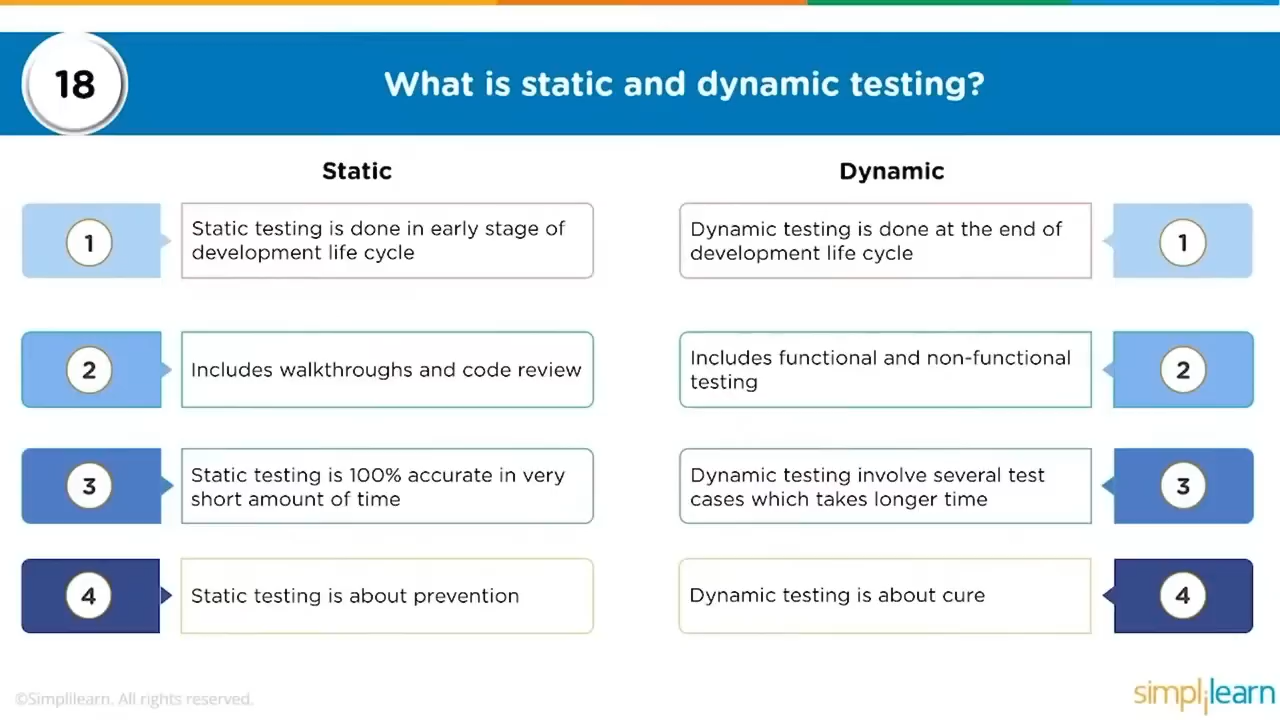 18
What is static and dynamic testing?
Static
Dynamic
1
Static testing is done in early stage of
development life cycle
Dynamic testing is done at the end of
development life cycle
1
2
Includes walkthroughs and code review
Includes functional and non-functional
testing
2
3
Static testing is 100% accurate in very
short amount of time
Dynamic testing involve several test
cases which takes longer time
3
4
Static testing is about prevention
Dynamic testing is about cure
4
©Simplilearn. All rights reserved.
simplilearn